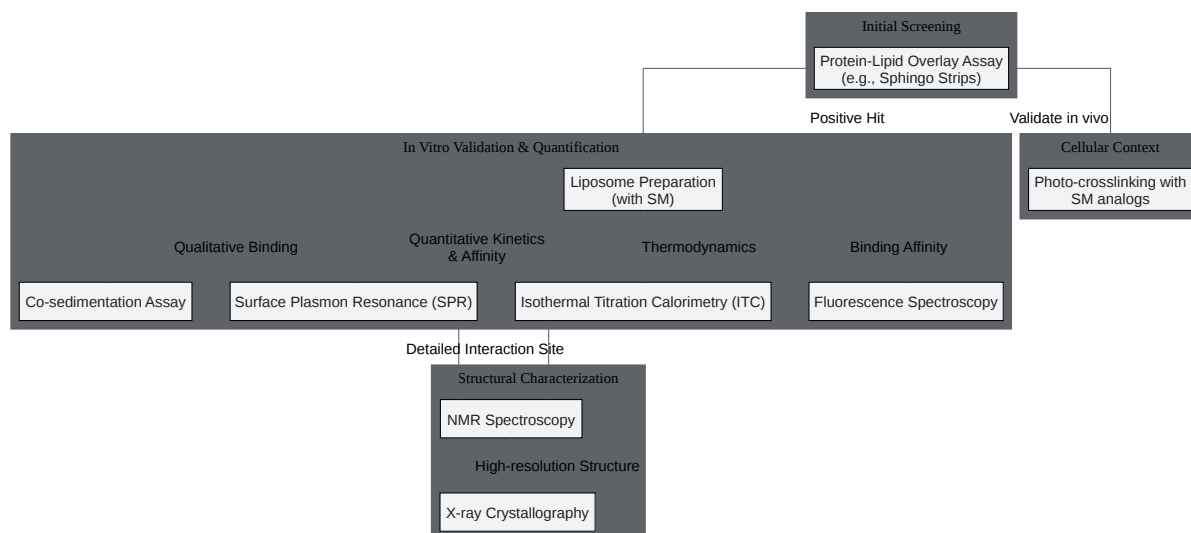 Initial Screening
Protein-Lipid Overlay Assay
(e.g., Sphingo Strips)
Positive Hit
Validate in vivo
In Vitro Validation & Quantification
Cellular Context
Liposome Preparation
(with SM)
Photo-crosslinking with
SM analogs
Qualitative Binding
Quantitative Kinetics
& Affinity
Thermodynamics
Binding Affinity
Co-sedimentation Assay
Surface Plasmon Resonance (SPR)
Isothermal Titration Calorimetry (ITC)
Fluorescence Spectroscopy
Detailed Interaction Site
Structural Characterization
NMR Spectroscopy
High-resolution Structure
X-ray Crystallography